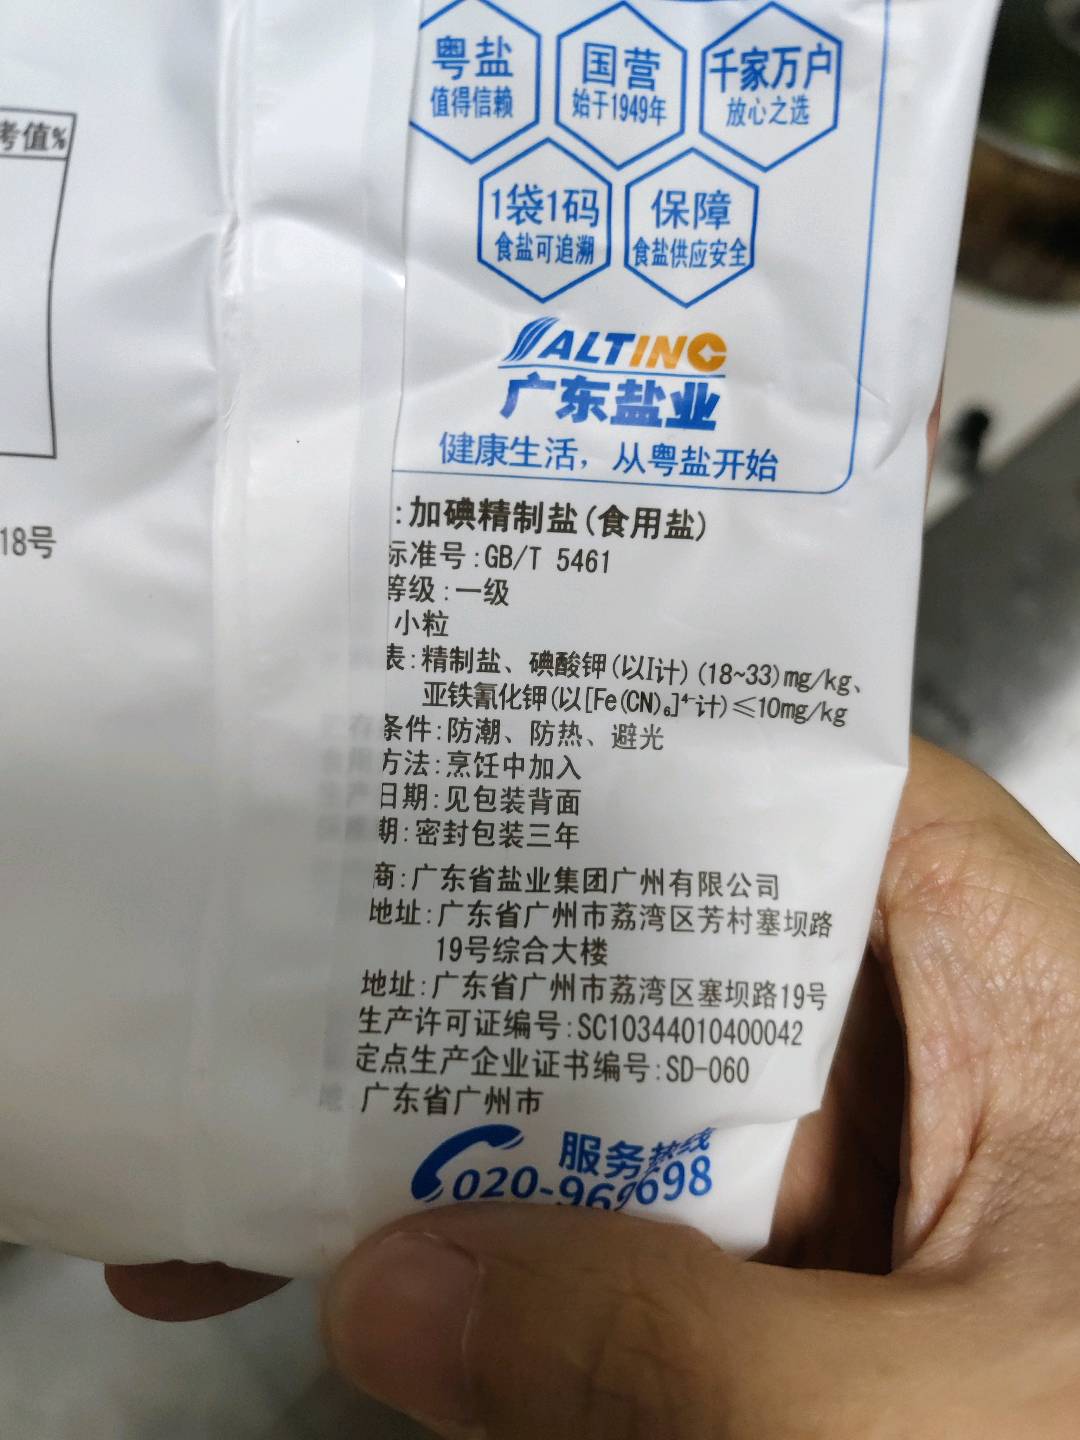 考值%
18号
粤盐
值得信赖
国营
始于1949年
千家万户
放心之选
1袋1码
食盐可追溯
保障
食盐供应安全
SALTINC
广东盐业
健康生活，从粤盐开始
:加碘精制盐(食用盐)
标准号:GB/T 5461
等级:一级
小粒
表:精制盐、碘酸钾(以I计)(18~33)mg/kg、
亚铁氰化钾(以[Fe(CN)₆]⁴⁻计)≤10mg/kg
条件:防潮、防热、避光
方法:烹饪中加入
日期:见包装背面
期:密封包装三年
商:广东省盐业集团广州有限公司
地址:广东省广州市荔湾区芳村塞坝路
19号综合大楼
地址:广东省广州市荔湾区塞坝路19号
生产许可证编号:SC10344010400042
定点生产企业证书编号:SD-060
广东省广州市
服务热线
020-969698